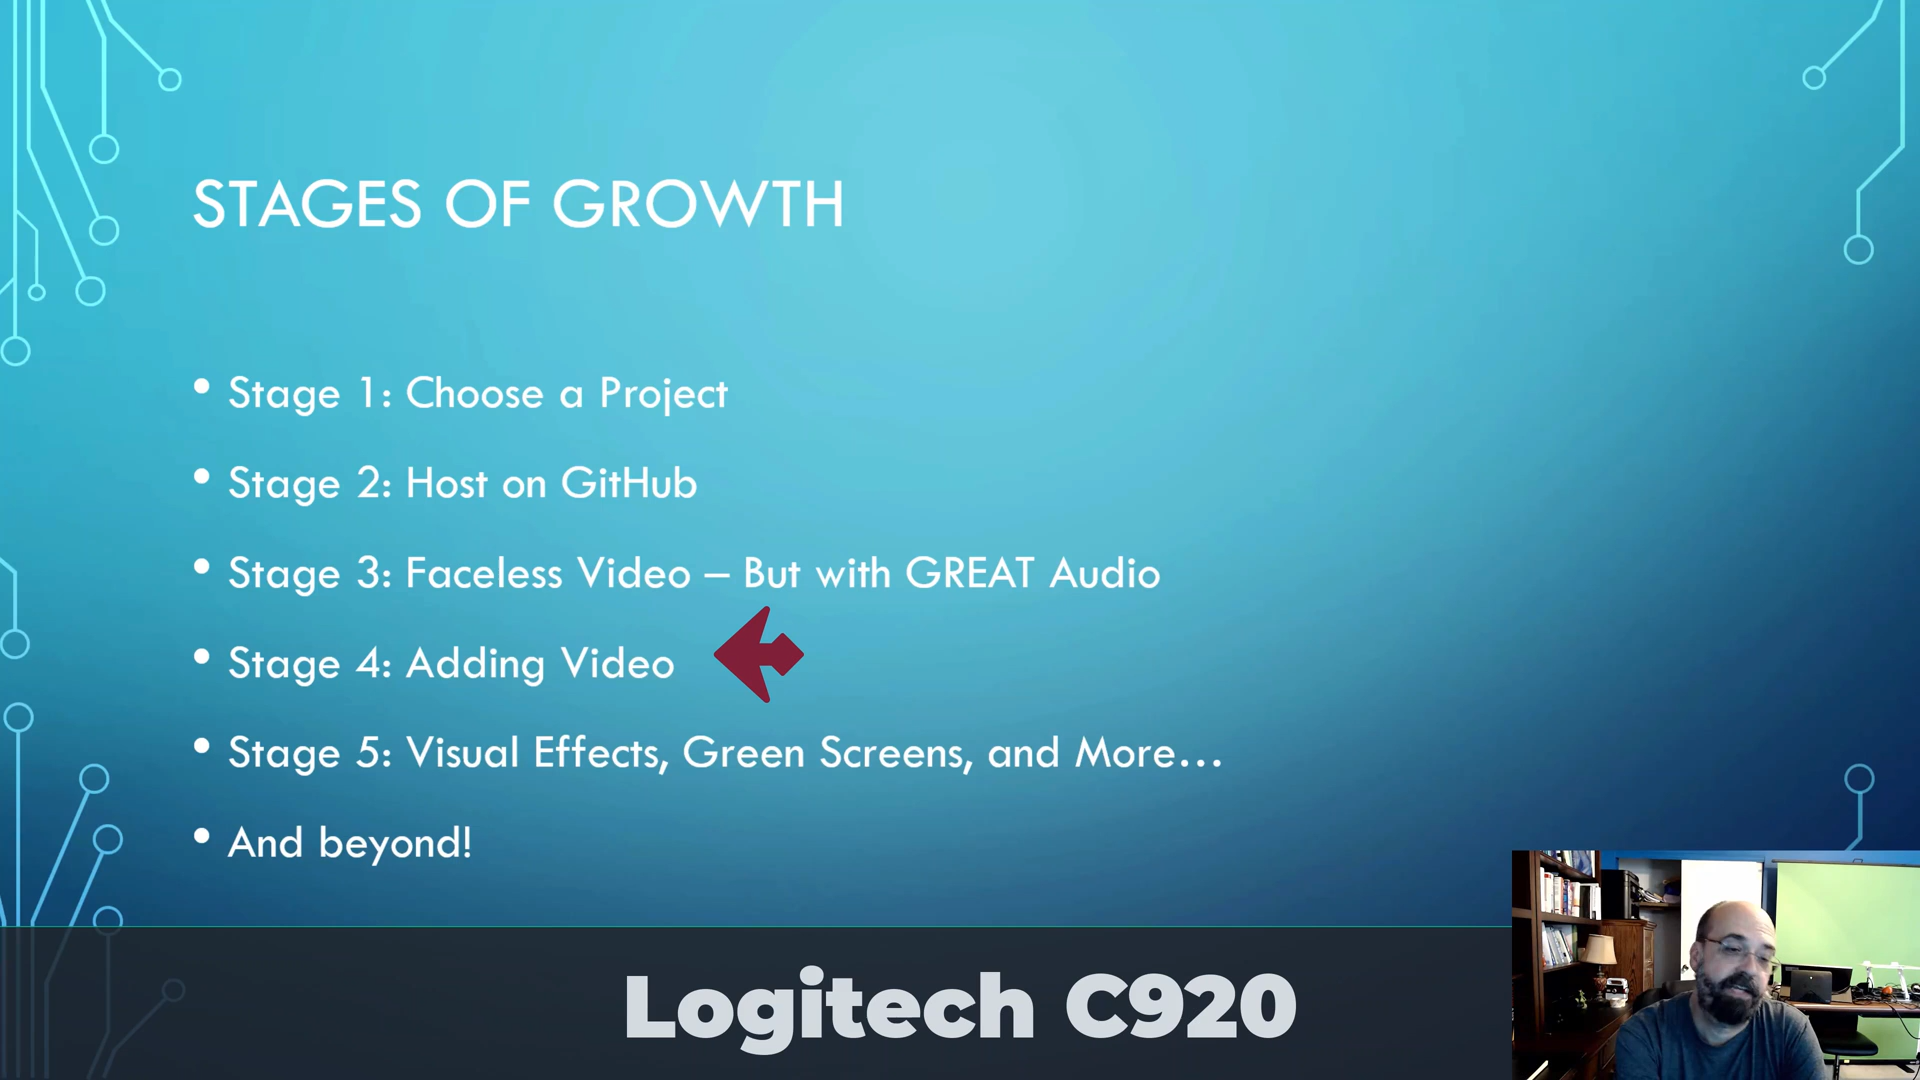 STAGES OF GROWTH
• Stage 1: Choose a Project
• Stage 2: Host on GitHub
• Stage 3: Faceless Video – But with GREAT Audio
• Stage 4: Adding Video
• Stage 5: Visual Effects, Green Screens, and More…
• And beyond!
Logitech C920